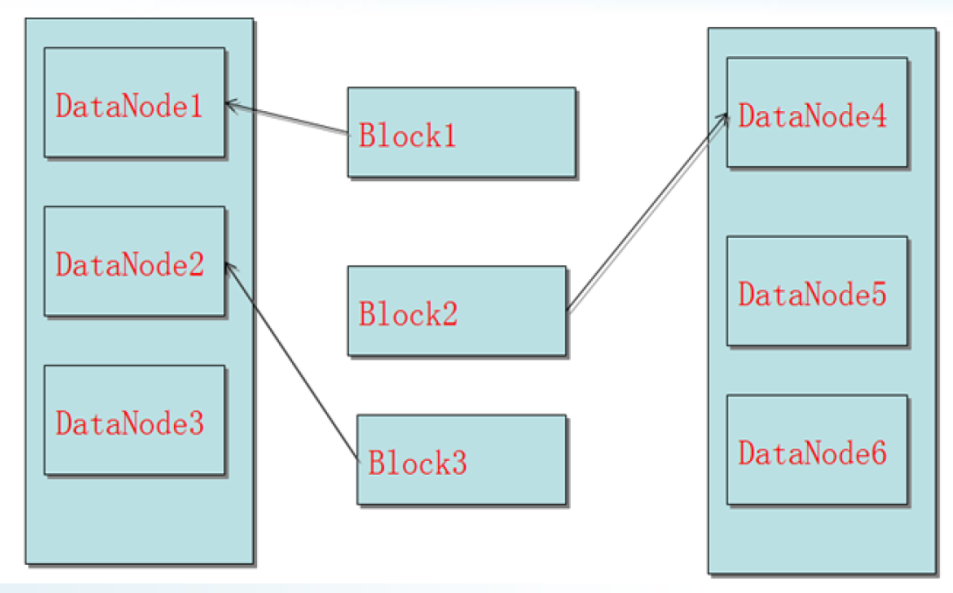 DataNode1
DataNode2
DataNode3
Block1
Block2
Block3
DataNode4
DataNode5
DataNode6